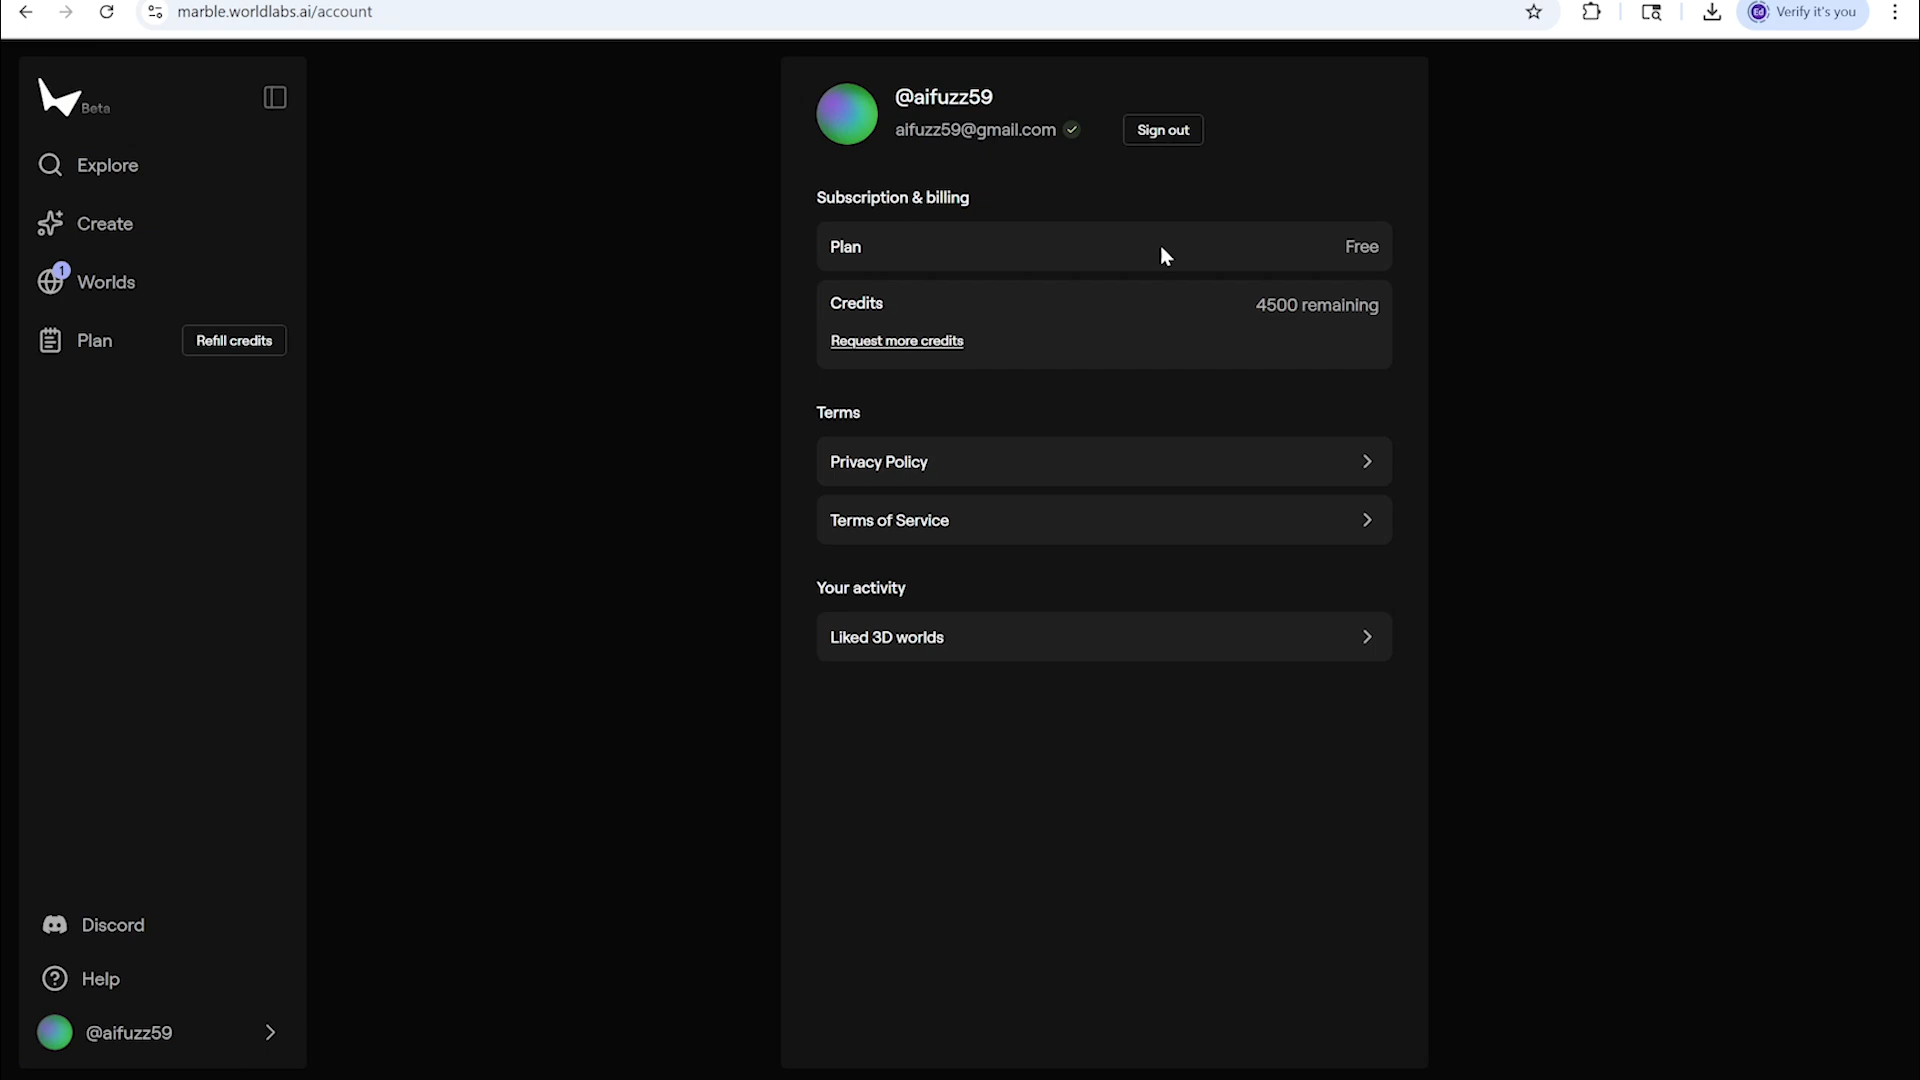 marble.worldlabs.ai/account
Ed
Verify it's you
Beta
Explore
Create
1
Worlds
Plan
Refill credits
Discord
Help
@aifuzz59
@aifuzz59
aifuzz59@gmail.com
Sign out
Subscription & billing
Plan
Free
Credits
4500 remaining
Request more credits
Terms
Privacy Policy
Terms of Service
Your activity
Liked 3D worlds